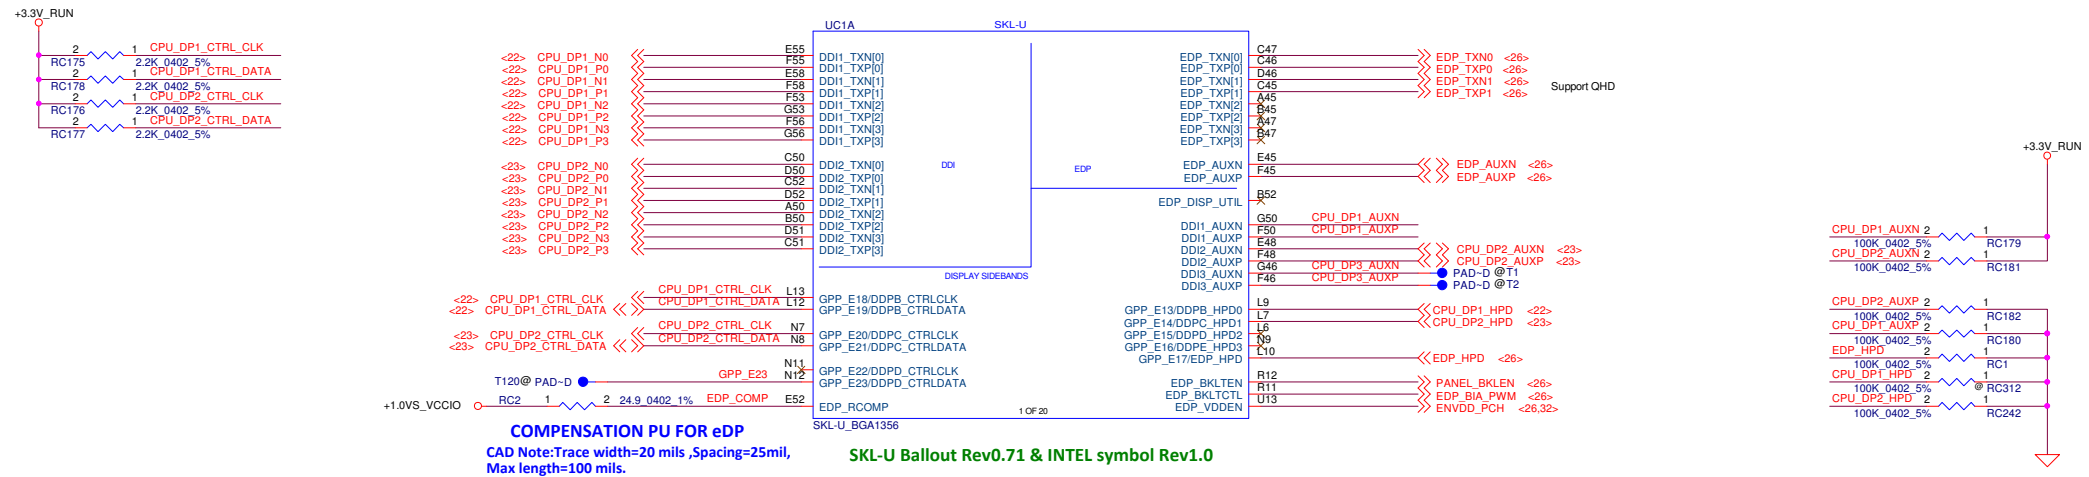 +3.3V_RUN
2 1 CPU_DP1_CTRL_CLK
RC175 2.2K_0402_5%
2 1 CPU_DP1_CTRL_DATA
RC178 2.2K_0402_5%
2 1 CPU_DP2_CTRL_CLK
RC176 2.2K_0402_5%
2 1 CPU_DP2_CTRL_DATA
RC177 2.2K_0402_5%
UC1A SKL-U
<22> CPU_DP1_N0 E55 DDI1_TXN[0]
<22> CPU_DP1_P0 F55 DDI1_TXP[0]
<22> CPU_DP1_N1 E58 DDI1_TXN[1]
<22> CPU_DP1_P1 F58 DDI1_TXP[1]
<22> CPU_DP1_N2 F53 DDI1_TXN[2]
<22> CPU_DP1_P2 G53 DDI1_TXP[2]
<22> CPU_DP1_N3 F56 DDI1_TXN[3]
<22> CPU_DP1_P3 G56 DDI1_TXP[3]
<23> CPU_DP2_N0 C50 DDI2_TXN[0]
<23> CPU_DP2_P0 D50 DDI2_TXP[0]
<23> CPU_DP2_N1 C52 DDI2_TXN[1]
<23> CPU_DP2_P1 D52 DDI2_TXP[1]
<23> CPU_DP2_N2 A50 DDI2_TXN[2]
<23> CPU_DP2_P2 B50 DDI2_TXP[2]
<23> CPU_DP2_N3 D51 DDI2_TXN[3]
<23> CPU_DP2_P3 C51 DDI2_TXP[3]
DDI
EDP
DISPLAY SIDEBANDS
<22> CPU_DP1_CTRL_CLK CPU_DP1_CTRL_CLK L13 GPP_E18/DDPB_CTRLCLK
<22> CPU_DP1_CTRL_DATA CPU_DP1_CTRL_DATA L12 GPP_E19/DDPB_CTRLDATA
<23> CPU_DP2_CTRL_CLK CPU_DP2_CTRL_CLK N7 GPP_E20/DDPC_CTRLCLK
<23> CPU_DP2_CTRL_DATA CPU_DP2_CTRL_DATA N8 GPP_E21/DDPC_CTRLDATA
N11 GPP_E22/DDPD_CTRLCLK
T120@ PAD~D GPP_E23 N12 GPP_E23/DDPD_CTRLDATA
+1.0VS_VCCIO RC2 1 2 24.9_0402_1% EDP_COMP E52 EDP_RCOMP
1 OF 20
SKL-U_BGA1356
EDP_TXN[0] C47 EDP_TXN0 <26>
EDP_TXP[0] C46 EDP_TXP0 <26>
EDP_TXN[1] D46 EDP_TXN1 <26>
EDP_TXP[1] C45 EDP_TXP1 <26>
Support QHD
EDP_TXN[2] A45
EDP_TXP[2] B45
EDP_TXN[3] A47
EDP_TXP[3] B47
EDP_AUXN E45 EDP_AUXN <26>
EDP_AUXP F45 EDP_AUXP <26>
EDP_DISP_UTIL B52
DDI1_AUXN G50 CPU_DP1_AUXN
DDI1_AUXP F50 CPU_DP1_AUXP
DDI2_AUXN E48 CPU_DP2_AUXN <23>
DDI2_AUXP F48 CPU_DP2_AUXP <23>
DDI3_AUXN G46 CPU_DP3_AUXN PAD~D @T1
DDI3_AUXP F46 CPU_DP3_AUXP PAD~D @T2
GPP_E13/DDPB_HPD0 L9 CPU_DP1_HPD <22>
GPP_E14/DDPC_HPD1 L7 CPU_DP2_HPD <23>
GPP_E15/DDPD_HPD2 L6
GPP_E16/DDPE_HPD3 N9
GPP_E17/EDP_HPD L10 EDP_HPD <26>
EDP_BKLTEN R12 PANEL_BKLEN <26>
EDP_BKLTCTL R11 EDP_BIA_PWM <26>
EDP_VDDEN U13 ENVDD_PCH <26,32>
+3.3V_RUN
CPU_DP1_AUXN 2 1
100K_0402_5% RC179
CPU_DP2_AUXN 2 1
100K_0402_5% RC181
CPU_DP2_AUXP 2 1
100K_0402_5% RC182
CPU_DP1_AUXP 2 1
100K_0402_5% RC180
EDP_HPD 2 1
100K_0402_5% RC1
CPU_DP1_HPD 2 1
100K_0402_5% @ RC312
CPU_DP2_HPD 2 1
100K_0402_5% RC242
COMPENSATION PU FOR eDP
CAD Note:Trace width=20 mils ,Spacing=25mil,
Max length=100 mils.
SKL-U Ballout Rev0.71 & INTEL symbol Rev1.0